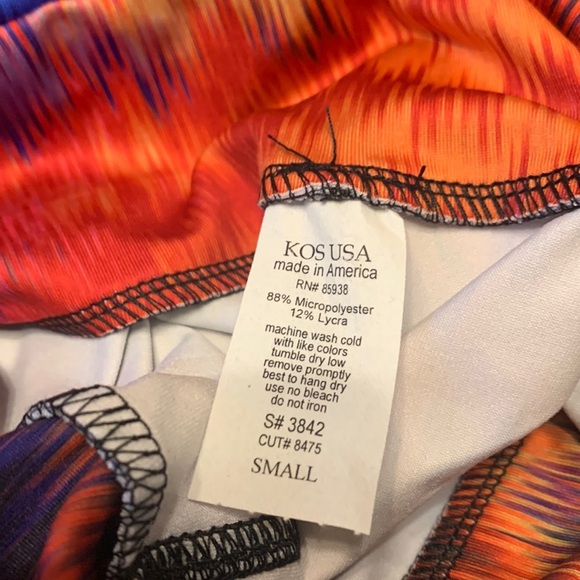 KOS USA
made in America
RN# 85938
88% Micropolyester
12% Lycra
machine wash cold
with like colors
tumble dry low
remove promptly
best to hang dry
use no bleach
do not iron
S# 3842
CUT# 8475
SMALL